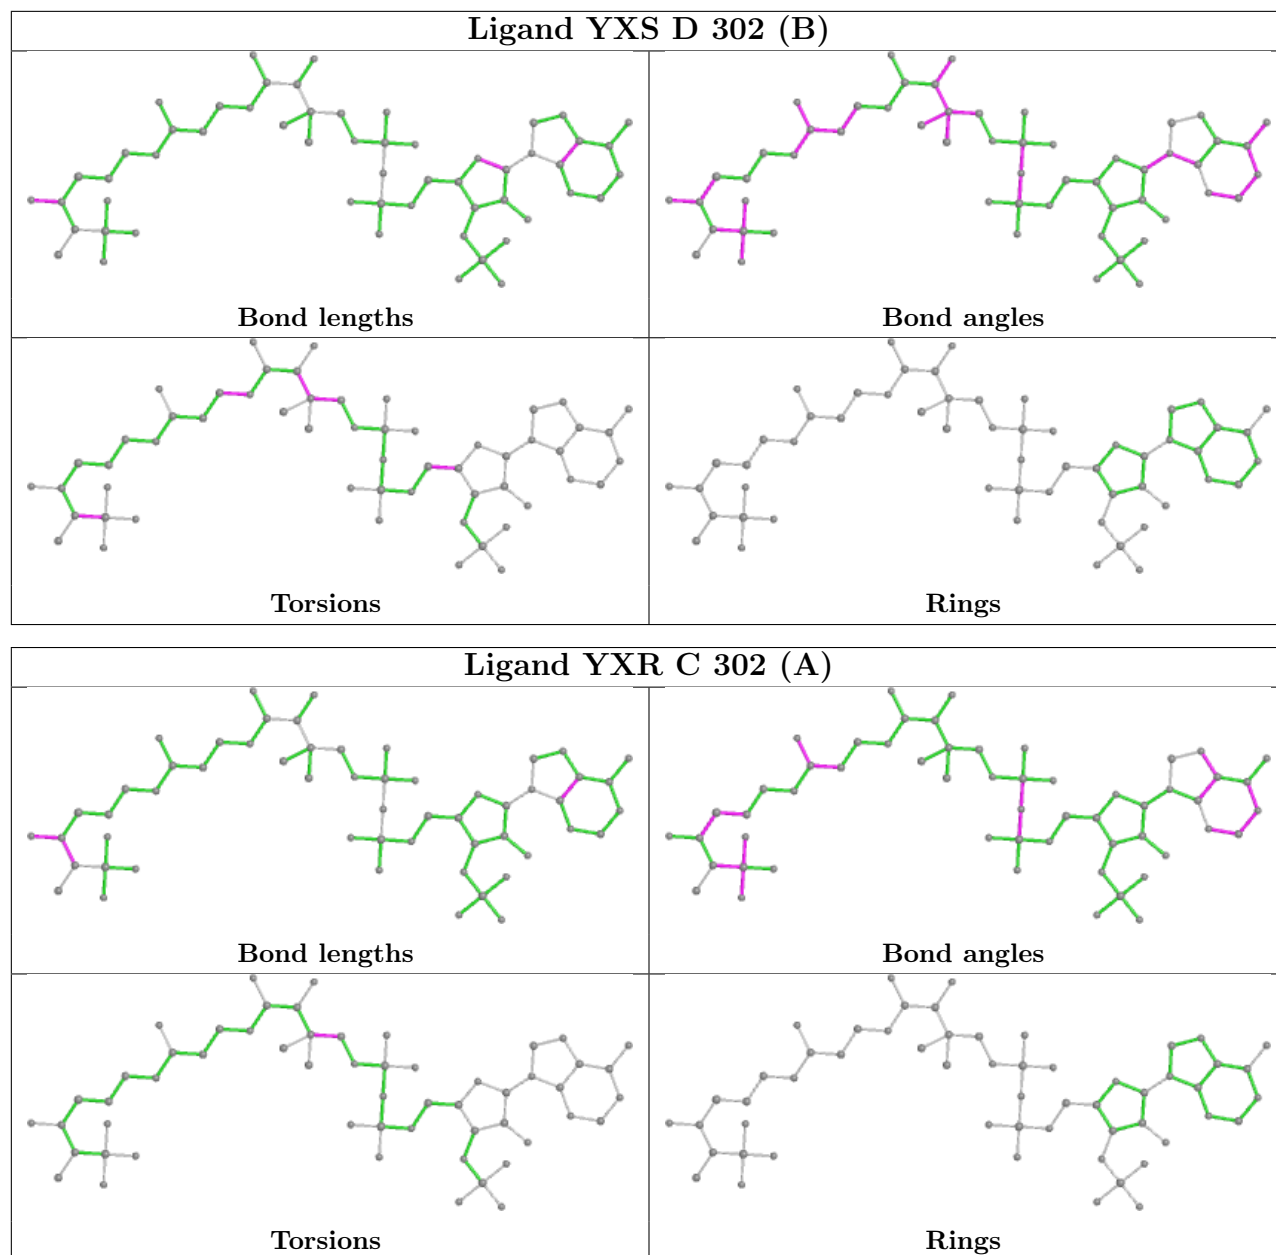 Ligand YXS D 302 (B)
Bond lengths
Bond angles
Torsions
Rings
Ligand YXR C 302 (A)
Bond lengths
Bond angles
Torsions
Rings